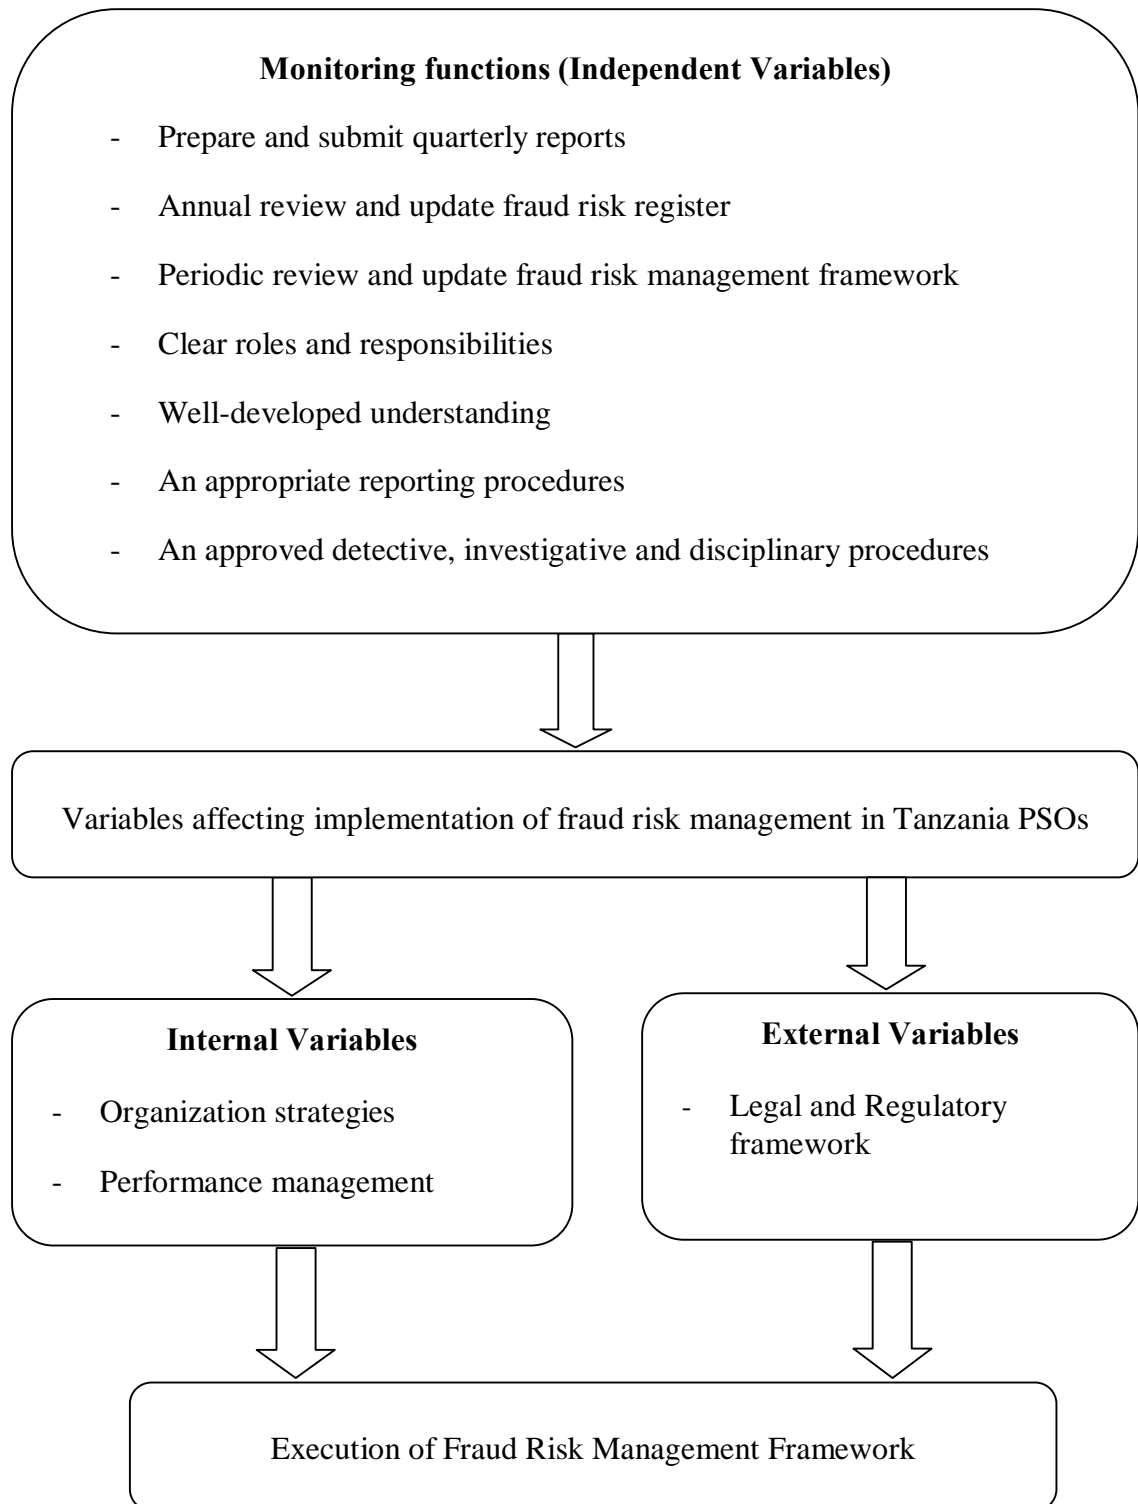 Monitoring functions (Independent Variables)
- Prepare and submit quarterly reports
- Annual review and update fraud risk register
- Periodic review and update fraud risk management framework
- Clear roles and responsibilities
- Well-developed understanding
- An appropriate reporting procedures
- An approved detective, investigative and disciplinary procedures
Variables affecting implementation of fraud risk management in Tanzania PSOs
Internal Variables
- Organization strategies
- Performance management
External Variables
- Legal and Regulatory
framework
Execution of Fraud Risk Management Framework